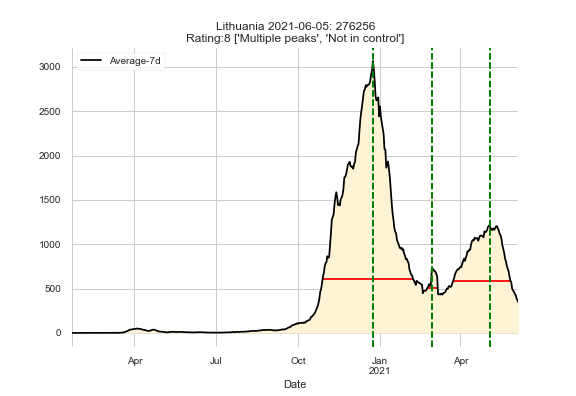 Lithuania 2021-06-05: 276256
Rating:8 ['Multiple peaks', 'Not in control']
Average-7d
3000
2500
2000
1500
1000
500
0
Apr
Jul
Oct
Jan
2021
Apr
Date